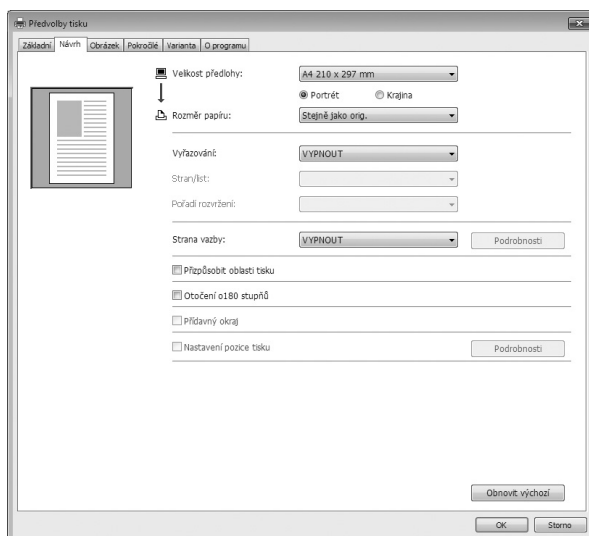 Předvolby tisku
Základní Návrh Obrázek Pokročilé Varianta O programu
Velikost předlohy: A4 210 x 297 mm
Portrét Krajina
Rozměr papíru: Stejně jako orig.
Vyřazování: VYPNOUT
Stran/list:
Pořadí rozvržení:
Strana vazby: VYPNOUT Podrobnosti
Přizpůsobit oblasti tisku
Otočení o180 stupňů
Přídavný okraj
Nastavení pozice tisku Podrobnosti
Obnovit výchozí
OK Storno